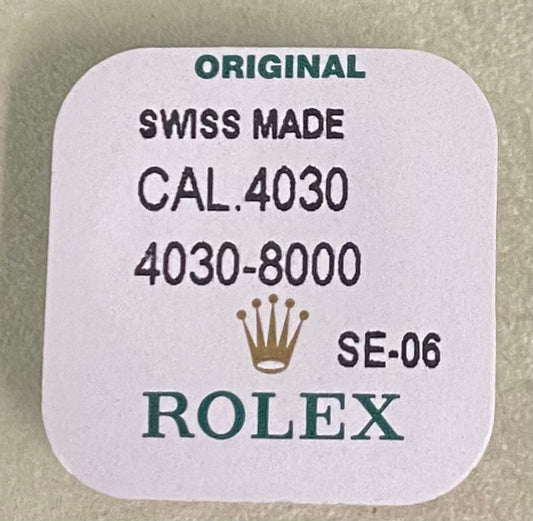 ORIGINAL
SWISS MADE
CAL.4030
4030-8000
SE-06
ROLEX